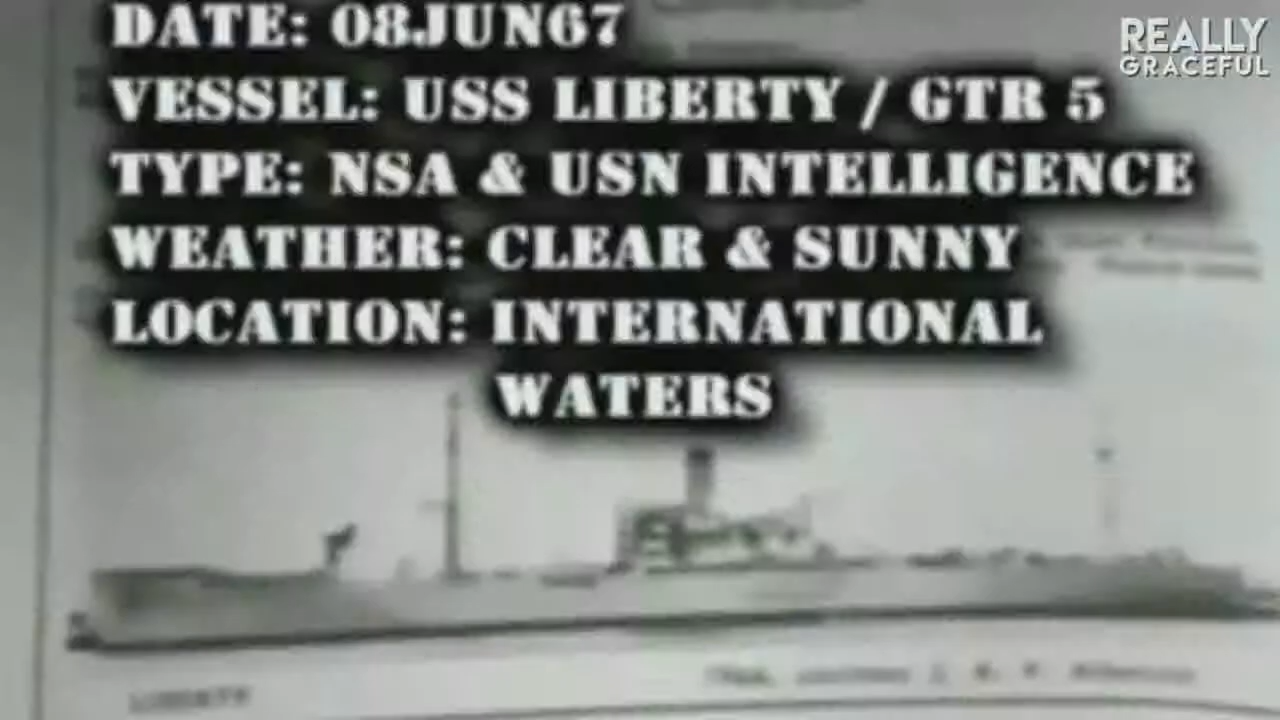 DATE: 08JUN67
REALLY
GRACEFUL
VESSEL: USS LIBERTY / GTR 5
TYPE: NSA & USN INTELLIGENCE
WEATHER: CLEAR & SUNNY
LOCATION: INTERNATIONAL
WATERS
LIBERTY